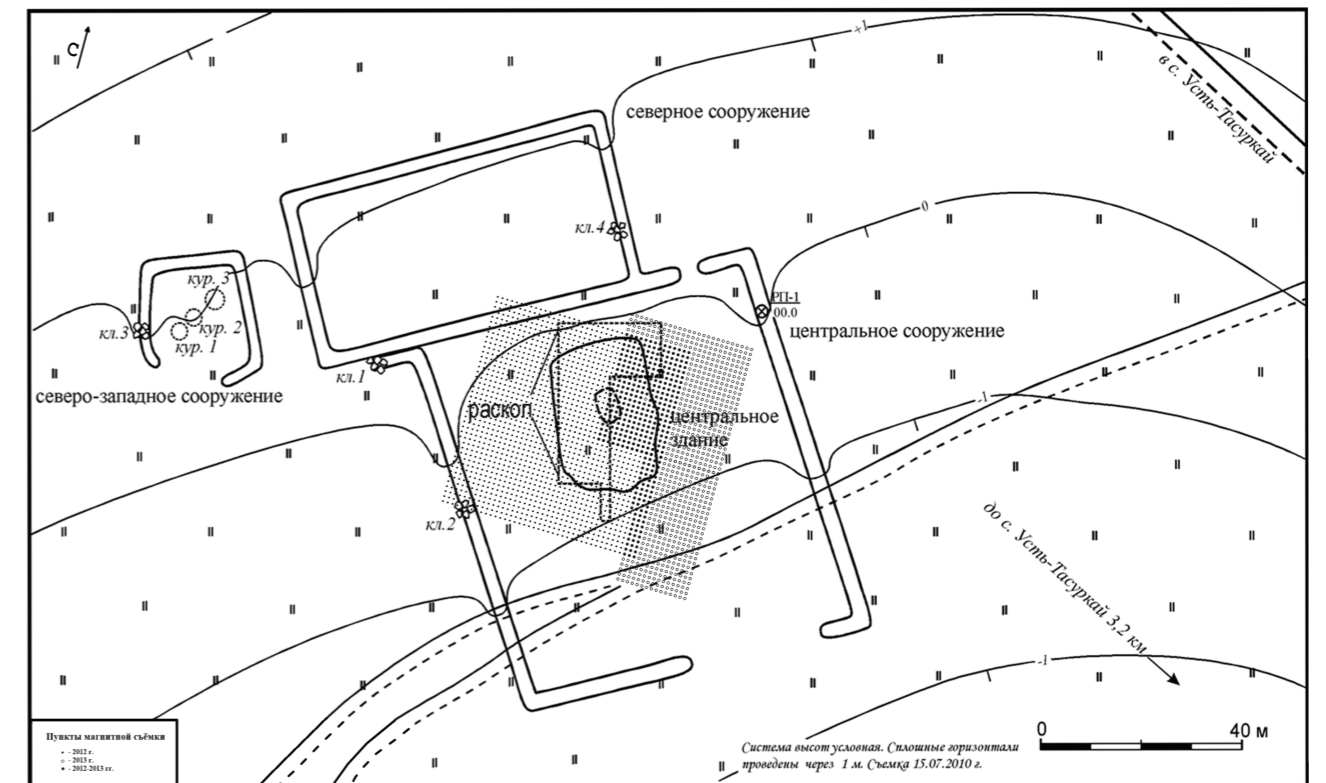 С
+1
в с. Усть-Тасуркай
северное сооружение
0
кл.4
кур. 3
РП-1
00.0
кл.3
кур. 2
кур. 1
центральное сооружение
кл.1
северо-западное сооружение
-1
раскоп
центральное
здание
кл.2
до с. Усть-Тасуркай 3,2 км
-1
0
40 м
Пункты магнитной съёмки
- 2012 г.
- 2013 г.
- 2012-2013 гг.
Система высот условная. Сплошные горизонтали
проведены через 1 м. Съемка 15.07.2010 г.